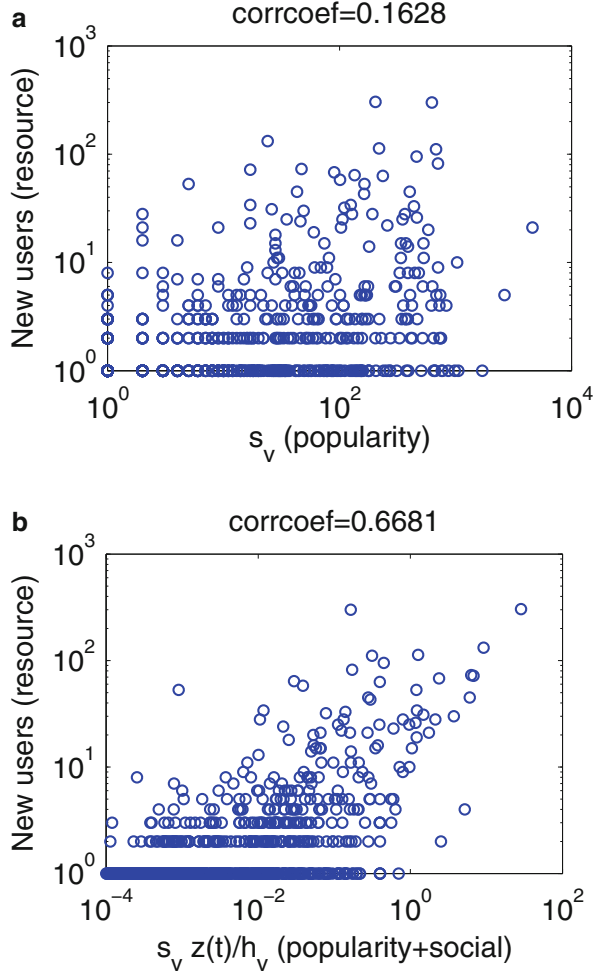 a
corrcoef=0.1628
10^3
10^2
10^1
10^0
New users (resource)
10^0 10^2 10^4
s_v (popularity)
b
corrcoef=0.6681
10^3
10^2
10^1
10^0
New users (resource)
10^−4 10^−2 10^0 10^2
s_v z(t)/h_v (popularity+social)